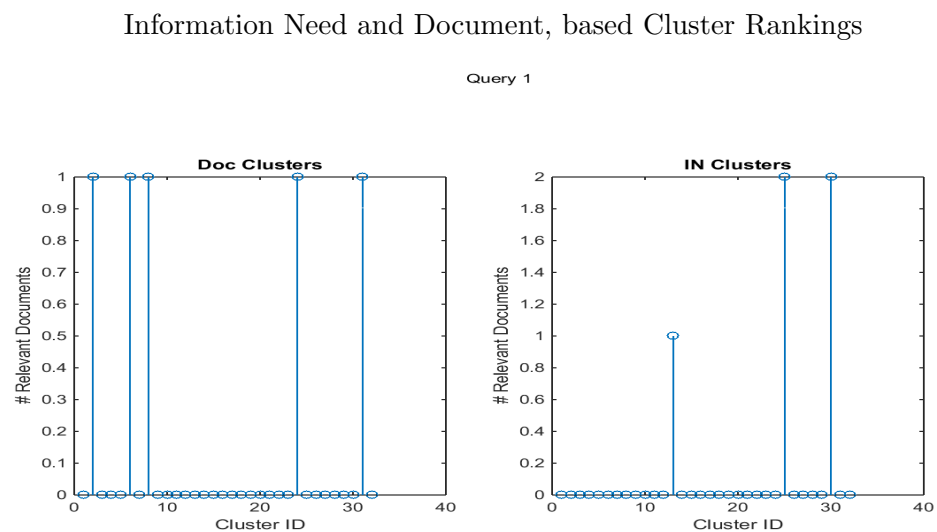 Information Need and Document, based Cluster Rankings
Query 1
Doc Clusters
# Relevant Documents
1
0.9
0.8
0.7
0.6
0.5
0.4
0.3
0.2
0.1
0
0 10 20 30 40
Cluster ID
IN Clusters
# Relevant Documents
2
1.8
1.6
1.4
1.2
1
0.8
0.6
0.4
0.2
0
0 10 20 30 40
Cluster ID